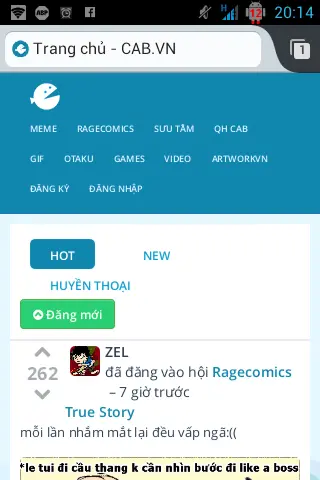 ABP
H
12
20:14
Trang chủ - CAB.VN
1
MEME RAGECOMICS SƯU TẦM QH CAB
GIF OTAKU GAMES VIDEO ARTWORKVN
ĐĂNG KÝ ĐĂNG NHẬP
HOT NEW
HUYỀN THOẠI
Đăng mới
ZEL
262 đã đăng vào hội Ragecomics
– 7 giờ trước
True Story
mỗi lần nhắm mắt lại đều vấp ngã:((
*le tui đi cầu thang k cần nhìn bước đi like a boss